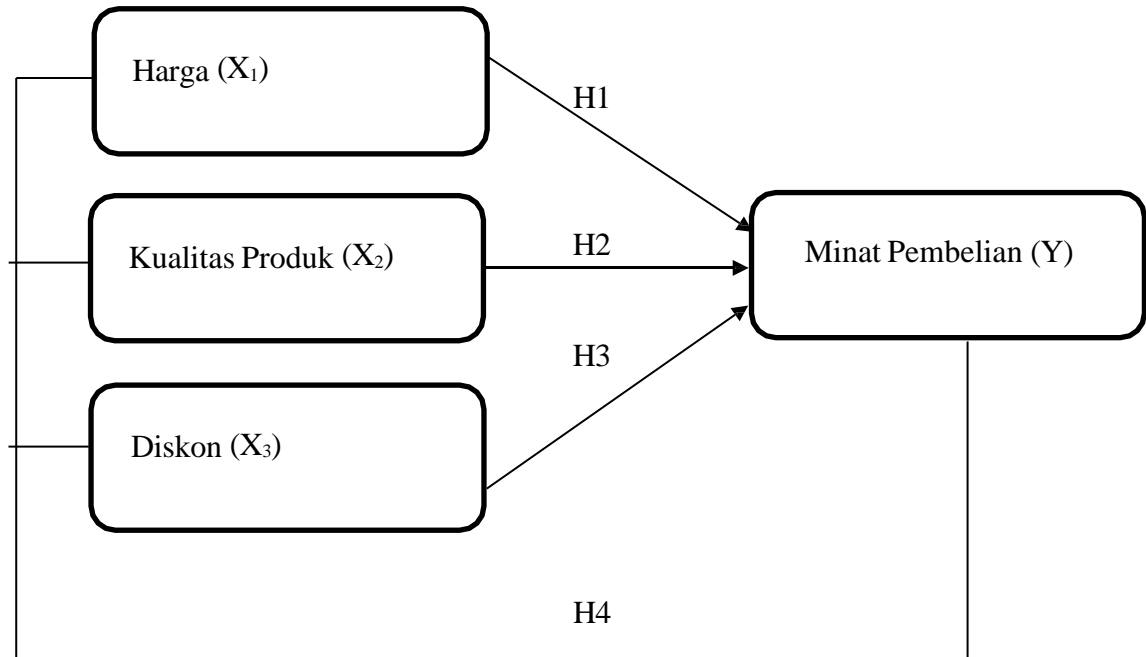 Harga (X₁)
H1
Kualitas Produk (X₂)
H2
Minat Pembelian (Y)
H3
Diskon (X₃)
H4